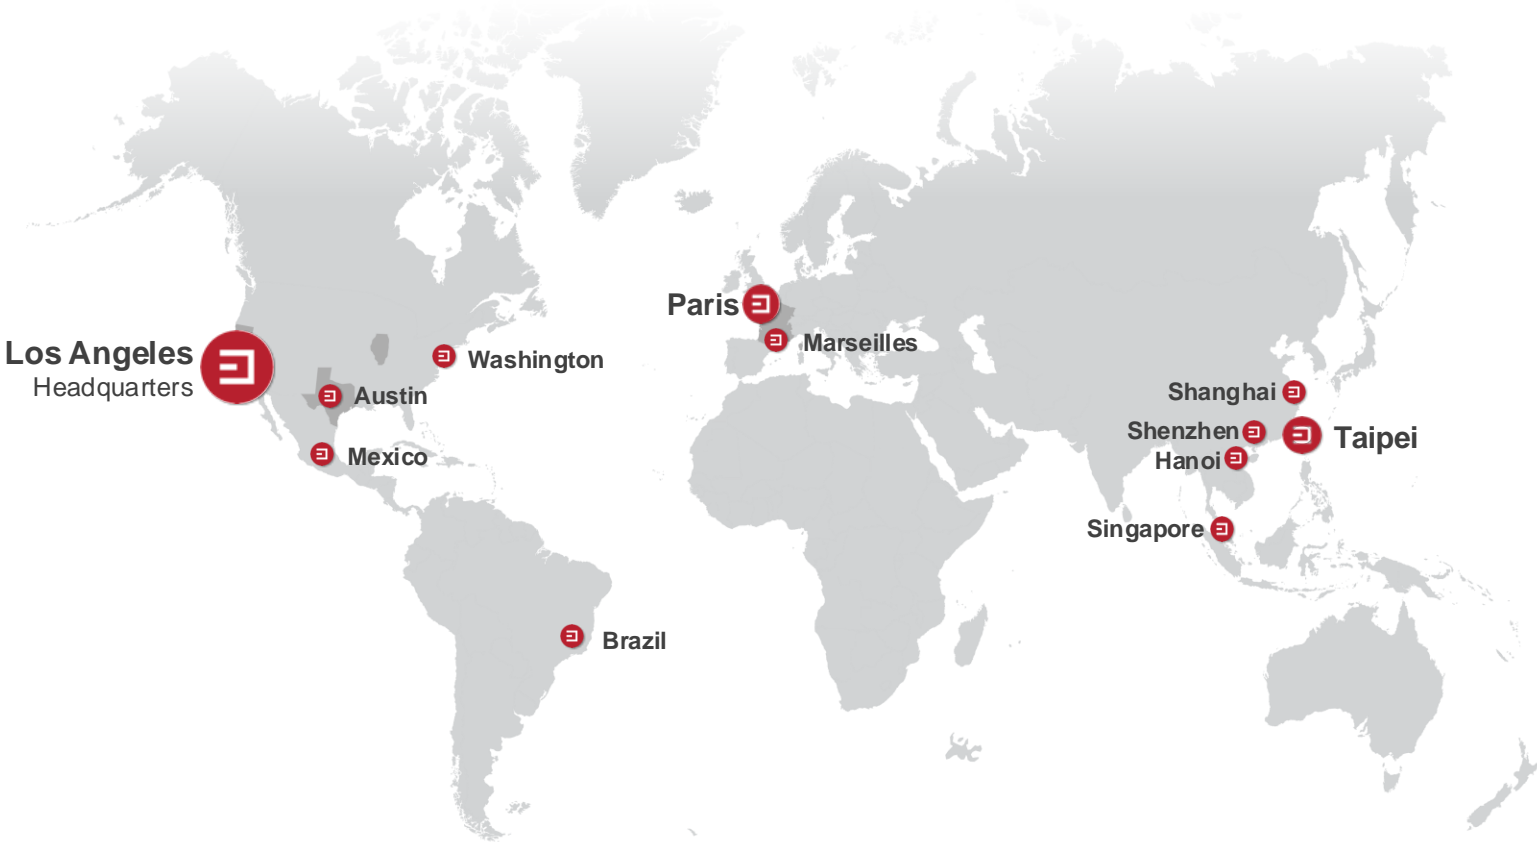 Paris
Marseilles
Los Angeles
Headquarters
Washington
Austin
Mexico
Shanghai
Shenzhen
Taipei
Hanoi
Singapore
Brazil